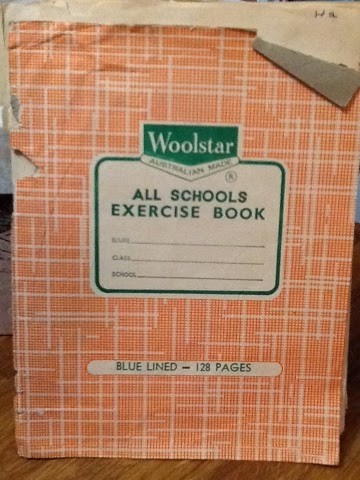 Woolstar
AUSTRALIAN MADE
®
ALL SCHOOLS
EXERCISE BOOK
NAME
CLASS
SCHOOL
BLUE LINED — 128 PAGES